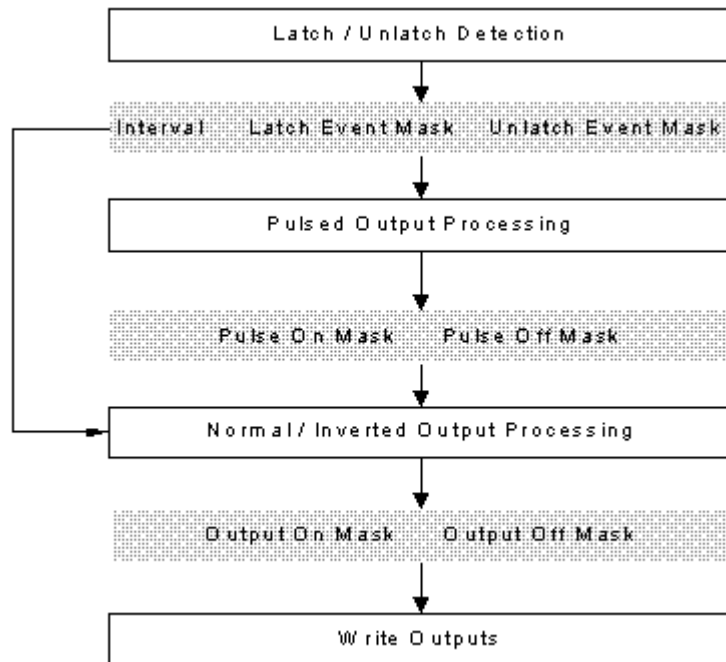 Latch / Unlatch Detection
Interval Latch Event Mask Unlatch Event Mask
Pulsed Output Processing
Pulse On Mask Pulse Off Mask
Normal / Inverted Output Processing
Output On Mask Output Off Mask
Write Outputs